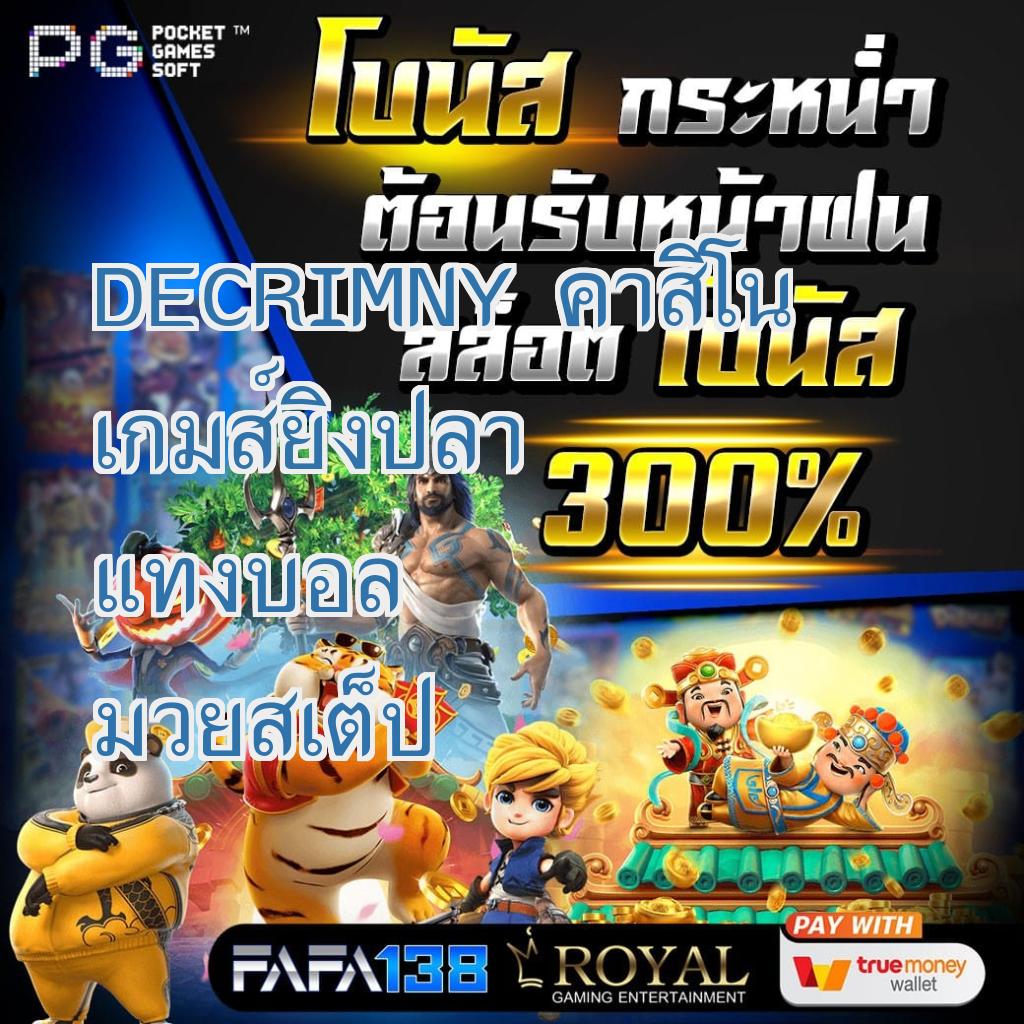 PG POCKET GAMES SOFT™
โบนัส กระหน่ำ
ต้อนรับหน้าฝน
สล็อต โบนัส
300%
DECRIMNY คาสิโน
เกมส์ยิงปลา
แทงบอล
มวยสเต็ป
FAFA138
ROYAL
GAMING ENTERTAINMENT
PAY WITH
truemoney
wallet